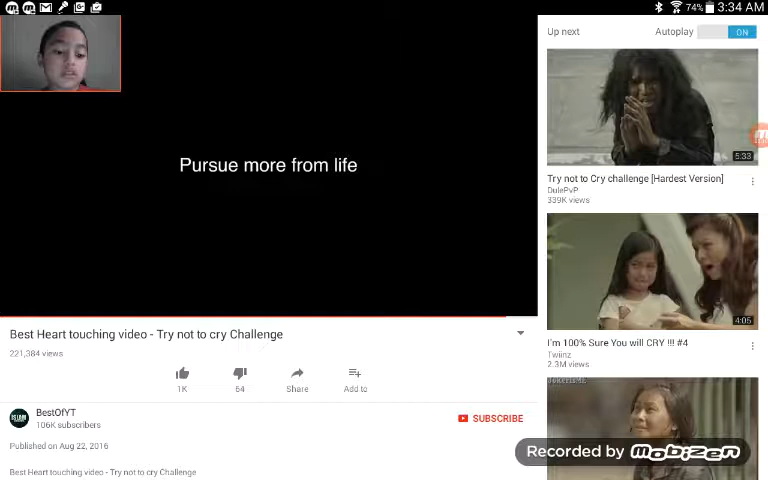 74% 3:34 AM
Up next
Autoplay ON
Pursue more from life
5:33
Try not to Cry challenge [Hardest Version]
DulePvP
339K views
4:05
I'm 100% Sure You will CRY !!! #4
Twiinz
2.3M views
Best Heart touching video - Try not to cry Challenge
221,384 views
1K
64
Share
Add to
BestOfYT
106K subscribers
SUBSCRIBE
Published on Aug 22, 2016
Best Heart touching video - Try not to cry Challenge
Recorded by mobizen